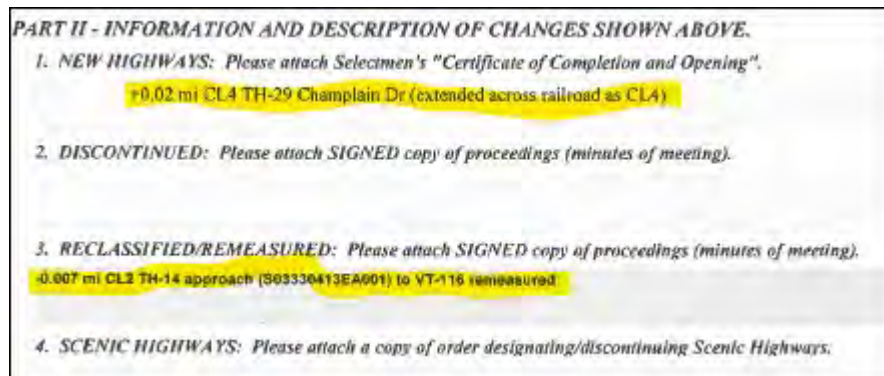 PART II - INFORMATION AND DESCRIPTION OF CHANGES SHOWN ABOVE.
1. NEW HIGHWAYS: Please attach Selectmen's "Certificate of Completion and Opening".
+0.02 mi CL4 TH-29 Champlain Dr (extended across railroad as CL4)
2. DISCONTINUED: Please attach SIGNED copy of proceedings (minutes of meeting).
3. RECLASSIFIED/REMEASURED: Please attach SIGNED copy of proceedings (minutes of meeting).
-0.007 mi CL2 TH-14 approach (S03330413EA001) to VT-116 remeasured
4. SCENIC HIGHWAYS: Please attach a copy of order designating/discontinuing Scenic Highways.